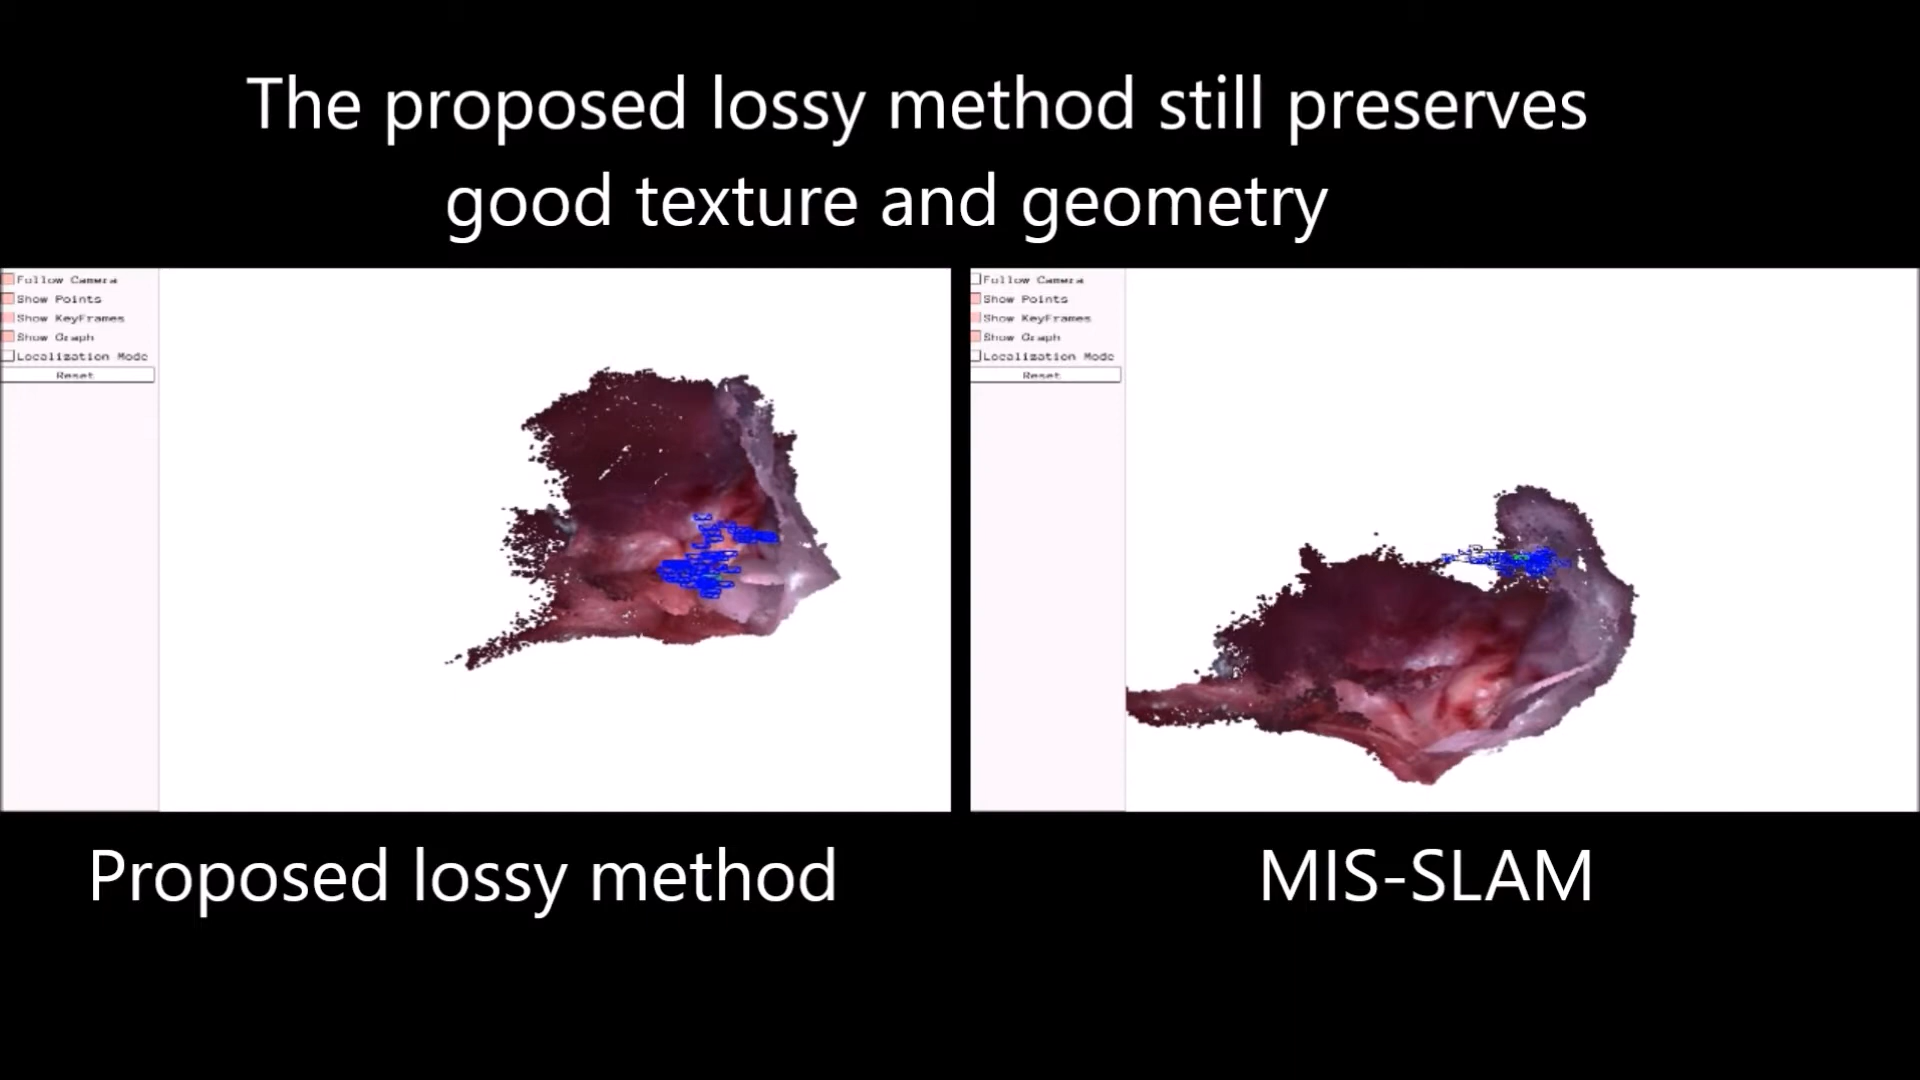 The proposed lossy method still preserves
good texture and geometry
Follow Camera
Show Points
Show KeyFrames
Show Graph
Localization Mode
Reset
Follow Camera
Show Points
Show KeyFrames
Show Graph
Localization Mode
Reset
Proposed lossy method
MIS-SLAM